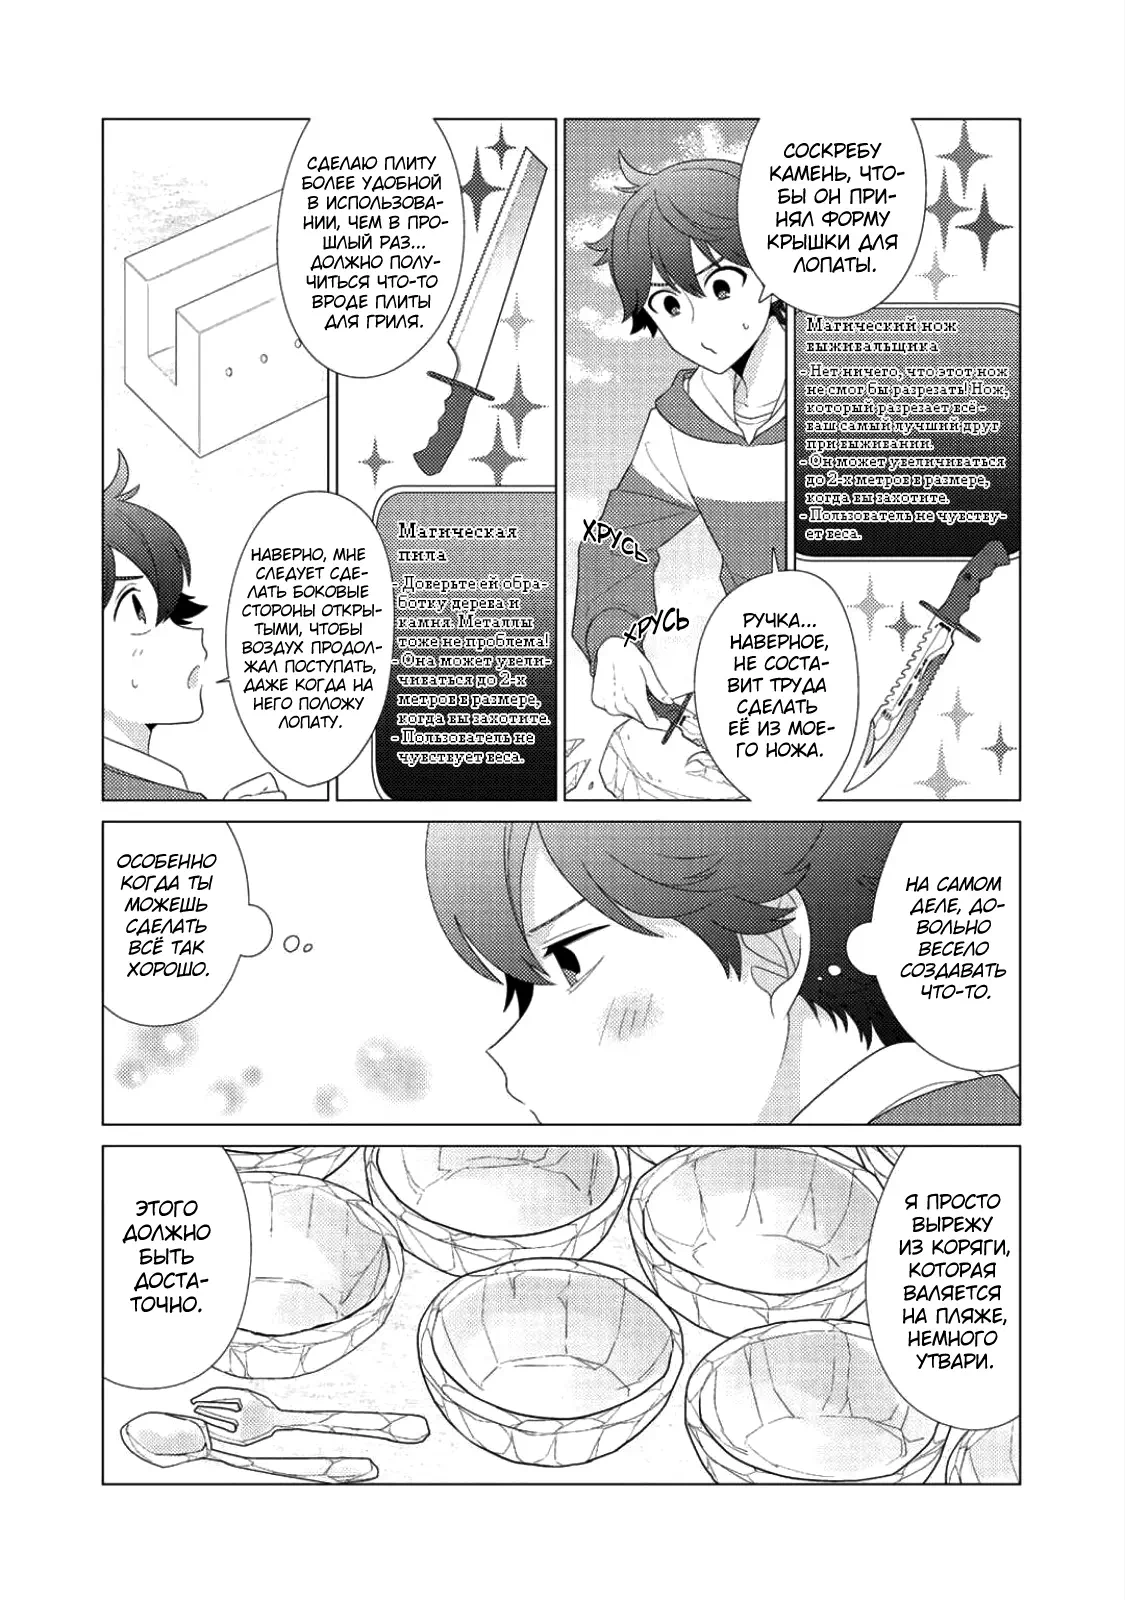 СОСКРЕБУ
КАМЕНЬ, ЧТО-
БЫ ОН ПРИ-
НЯЛ ФОРМУ
КРЫШКИ ДЛЯ
ЛОПАТЫ.
Магический нож
выживальщика
- Нет ничего, что этот нож
не смог бы разрезать! Нож,
который разрезает всё -
ваш самый лучший друг
при выживании.
- Он может увеличиваться
до 2-х метров в размере,
когда вы захотите.
- Пользователь не чувству-
ет веса.
ХРУСЬ
ХРУСЬ
РУЧКА...
НАВЕРНОЕ,
НЕ СОСТА-
ВИТ ТРУДА
СДЕЛАТЬ
ЕЁ ИЗ МОЕ-
ГО НОЖА.
СДЕЛАЮ ПЛИТУ
БОЛЕЕ УДОБНОЙ
В ИСПОЛЬЗОВА-
НИИ, ЧЕМ В ПРО-
ШЛЫЙ РАЗ...
ДОЛЖНО ПОЛУ-
ЧИТЬСЯ ЧТО-ТО
ВРОДЕ ПЛИТЫ
ДЛЯ ГРИЛЯ.
Магическая
пила
- Доверьте ей обра-
ботку дерева и
камня. Металлы
тоже не проблема!
- Она может увели-
чиваться до 2-х
метров в размере,
когда вы захотите.
- Пользователь не
чувствует веса.
НАВЕРНО, МНЕ
СЛЕДУЕТ СДЕ-
ЛАТЬ БОКОВЫЕ
СТОРОНЫ ОТКРЫ-
ТЫМИ, ЧТОБЫ
ВОЗДУХ ПРОДОЛ-
ЖАЛ ПОСТУПАТЬ,
ДАЖЕ КОГДА НА
НЕГО ПОЛОЖУ
ЛОПАТУ.
НА САМОМ
ДЕЛЕ, ДО-
ВОЛЬНО
ВЕСЕЛО
СОЗДАВАТЬ
ЧТО-ТО.
ОСОБЕННО
КОГДА ТЫ
МОЖЕШЬ
СДЕЛАТЬ
ВСЁ ТАК
ХОРОШО.
Я ПРОСТО
ВЫРЕЖУ
ИЗ КОРЯГИ,
КОТОРАЯ
ВАЛЯЕТСЯ
НА ПЛЯЖЕ,
НЕМНОГО
УТВАРИ.
ЭТОГО
ДОЛЖНО
БЫТЬ
ДОСТА-
ТОЧНО.